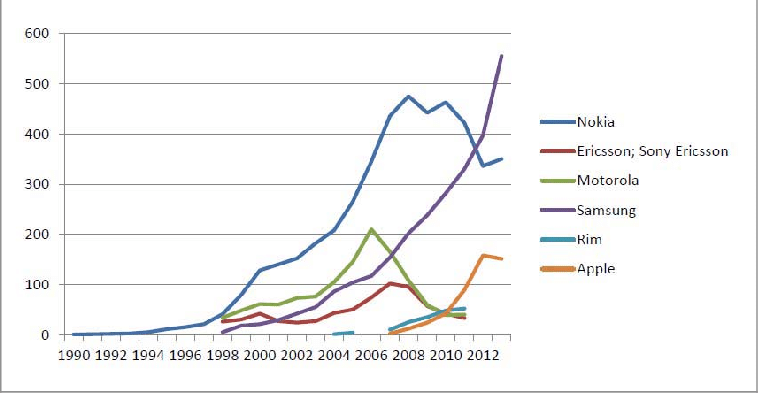 600
500
400
300
200
100
0
1990 1992 1994 1996 1998 2000 2002 2004 2006 2008 2010 2012
Nokia
Ericsson; Sony Ericsson
Motorola
Samsung
Rim
Apple